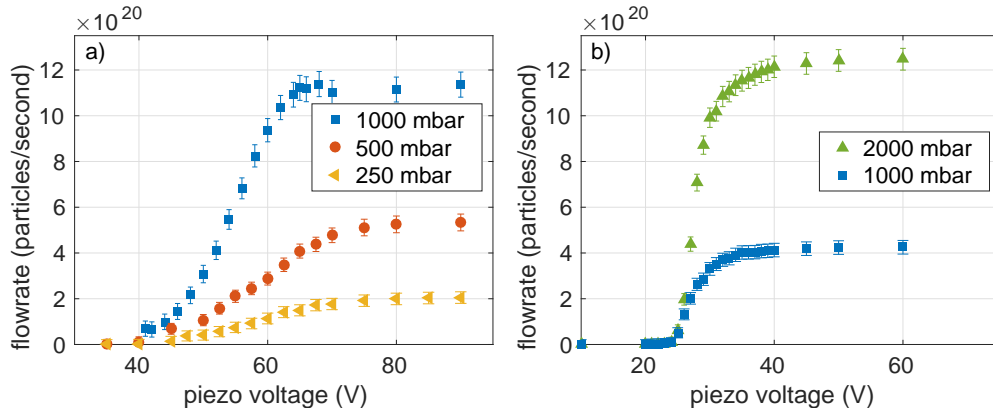 ×10 20
a)
flowrate (particles/second)
12
10
8
6
4
2
0
40
60
80
piezo voltage (V)
1000 mbar
500 mbar
250 mbar
×10 20
b)
flowrate (particles/second)
12
10
8
6
4
2
0
20
40
60
piezo voltage (V)
2000 mbar
1000 mbar